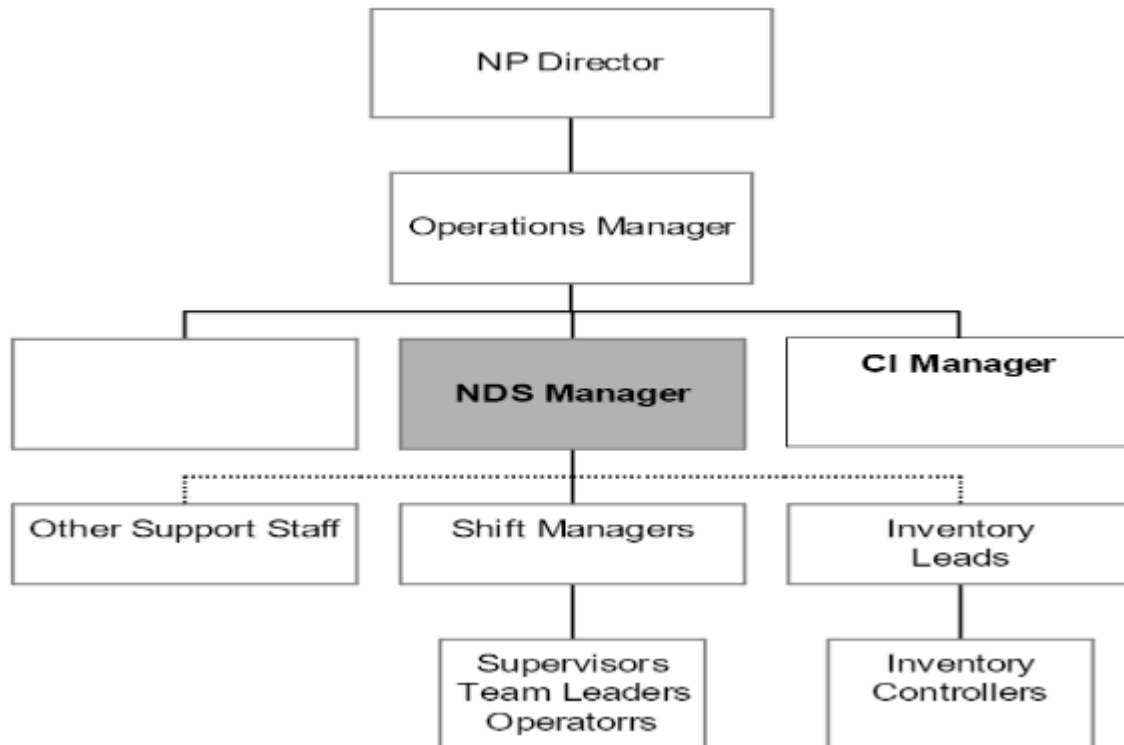 NP Director
Operations Manager
NDS Manager
CI Manager
Other Support Staff
Shift Managers
Inventory
Leads
Supervisors
Team Leaders
Operatorrs
Inventory
Controllers